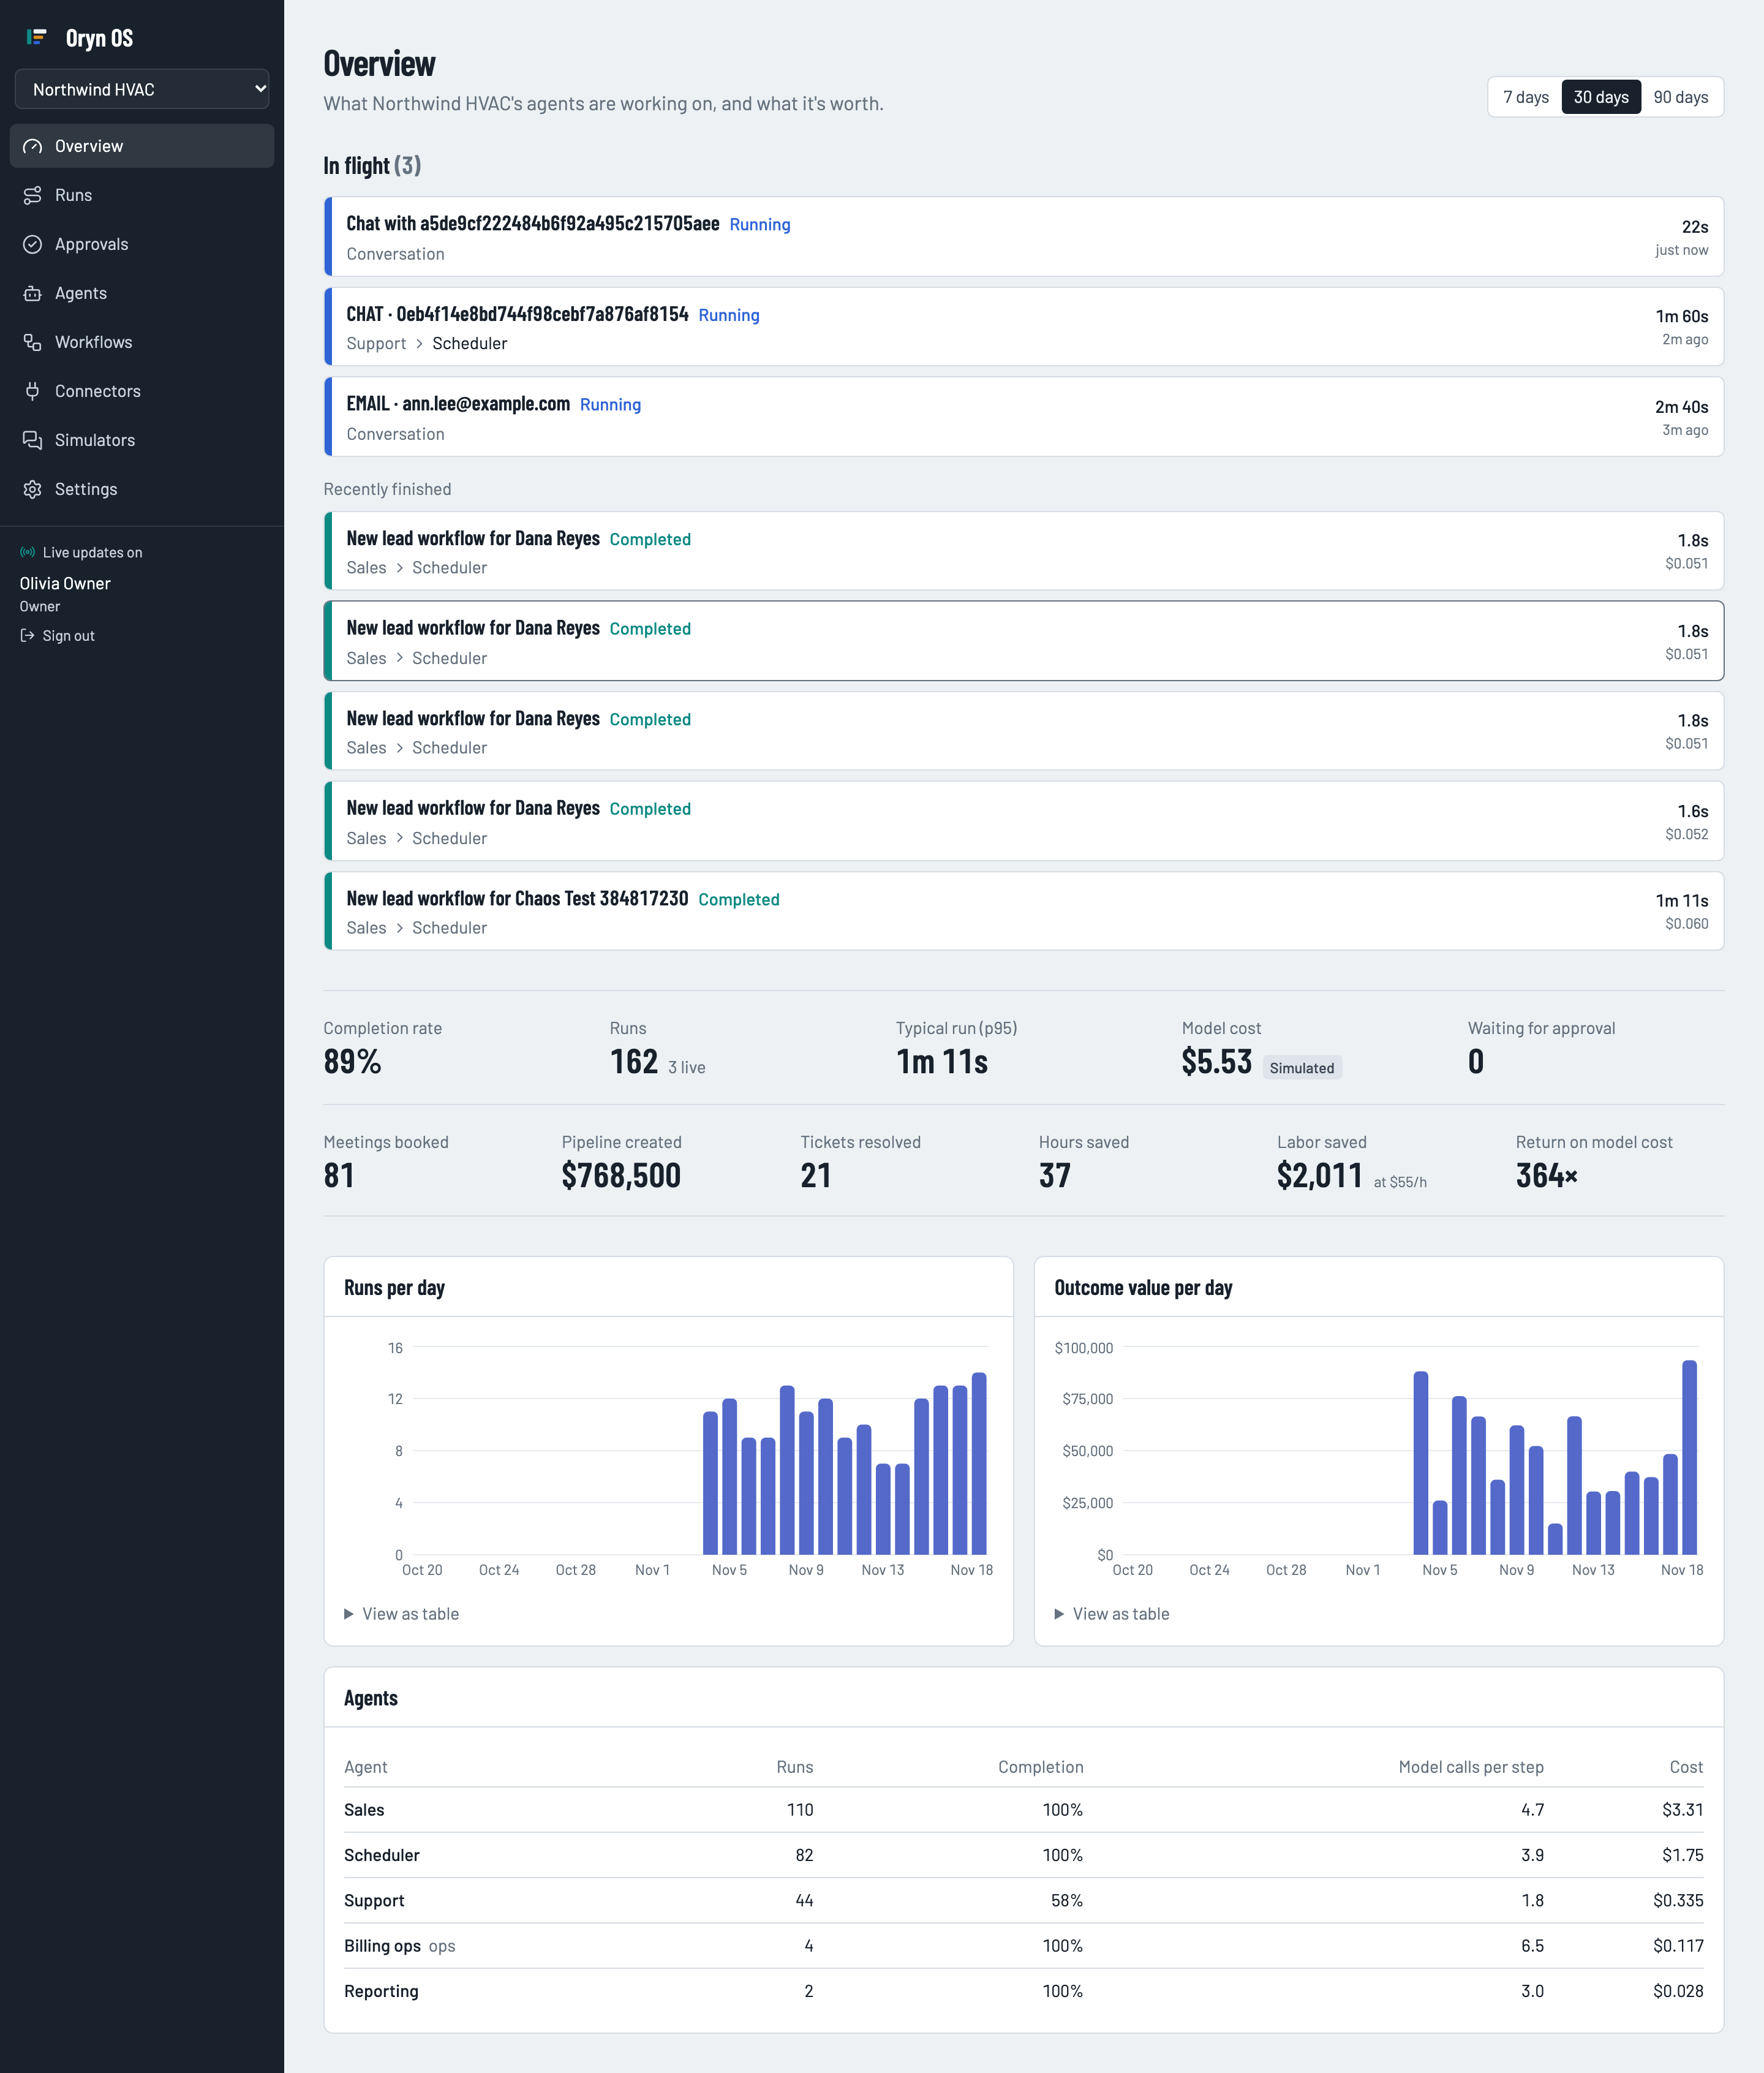 Oryn OS
Northwind HVAC
Overview
Runs
Approvals
Agents
Workflows
Connectors
Simulators
Settings
Live updates on
Olivia Owner
Owner
Sign out
Overview
What Northwind HVAC's agents are working on, and what it's worth.
7 days 30 days 90 days
In flight (3)
Chat with a5de9cf222484b6f92a495c215705aee Running
22s
Conversation
just now
CHAT · 0eb4f14e8bd744f98cebf7a876af8154 Running
1m 60s
Support > Scheduler
2m ago
EMAIL · ann.lee@example.com Running
2m 40s
Conversation
3m ago
Recently finished
New lead workflow for Dana Reyes Completed
1.8s
Sales > Scheduler
$0.051
New lead workflow for Dana Reyes Completed
1.8s
Sales > Scheduler
$0.051
New lead workflow for Dana Reyes Completed
1.8s
Sales > Scheduler
$0.051
New lead workflow for Dana Reyes Completed
1.6s
Sales > Scheduler
$0.052
New lead workflow for Chaos Test 384817230 Completed
1m 11s
Sales > Scheduler
$0.060
Completion rate Runs Typical run (p95) Model cost Waiting for approval
89% 162 3 live 1m 11s $5.53 Simulated 0
Meetings booked Pipeline created Tickets resolved Hours saved Labor saved Return on model cost
81 $768,500 21 37 $2,011 at $55/h 364×
Runs per day
16
12
8
4
0
Oct 20 Oct 24 Oct 28 Nov 1 Nov 5 Nov 9 Nov 13 Nov 18
View as table
Outcome value per day
$100,000
$75,000
$50,000
$25,000
$0
Oct 20 Oct 24 Oct 28 Nov 1 Nov 5 Nov 9 Nov 13 Nov 18
View as table
Agents
Agent Runs Completion Model calls per step Cost
Sales 110 100% 4.7 $3.31
Scheduler 82 100% 3.9 $1.75
Support 44 58% 1.8 $0.335
Billing ops ops 4 100% 6.5 $0.117
Reporting 2 100% 3.0 $0.028